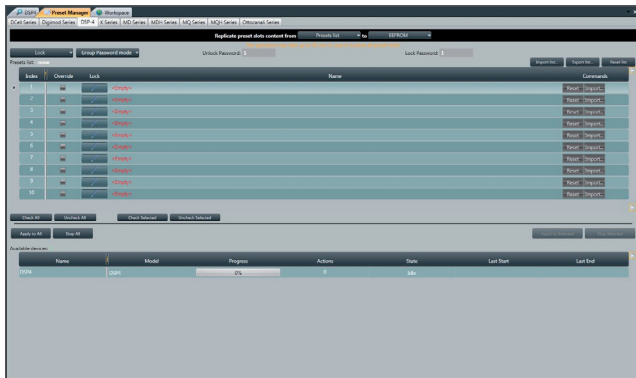 DSP4 Preset Manager Workspace
DCell Series Digimod Series DSP-4 K Series MD Series MDH Series MQ Series MQH Series Ottocanali Series
Replicate preset slots content from Presets list to EEPROM
Lock Group Password mode Unlock Password: Lock Password:
Presets list: Import list... Export list... Reset list
Index Override Lock Name Commands
1 <Empty> Reset Import...
2 <Empty> Reset Import...
3 <Empty> Reset Import...
4 <Empty> Reset Import...
5 <Empty> Reset Import...
6 <Empty> Reset Import...
7 <Empty> Reset Import...
8 <Empty> Reset Import...
9 <Empty> Reset Import...
10 <Empty> Reset Import...
Check All Uncheck All Check Selected Uncheck Selected
Apply to All Stop All Apply to Selected Stop Selected
Available devices:
Name Model Progress Actions State Last Start Last End
DSP4 DSP4 0% 0 Idle